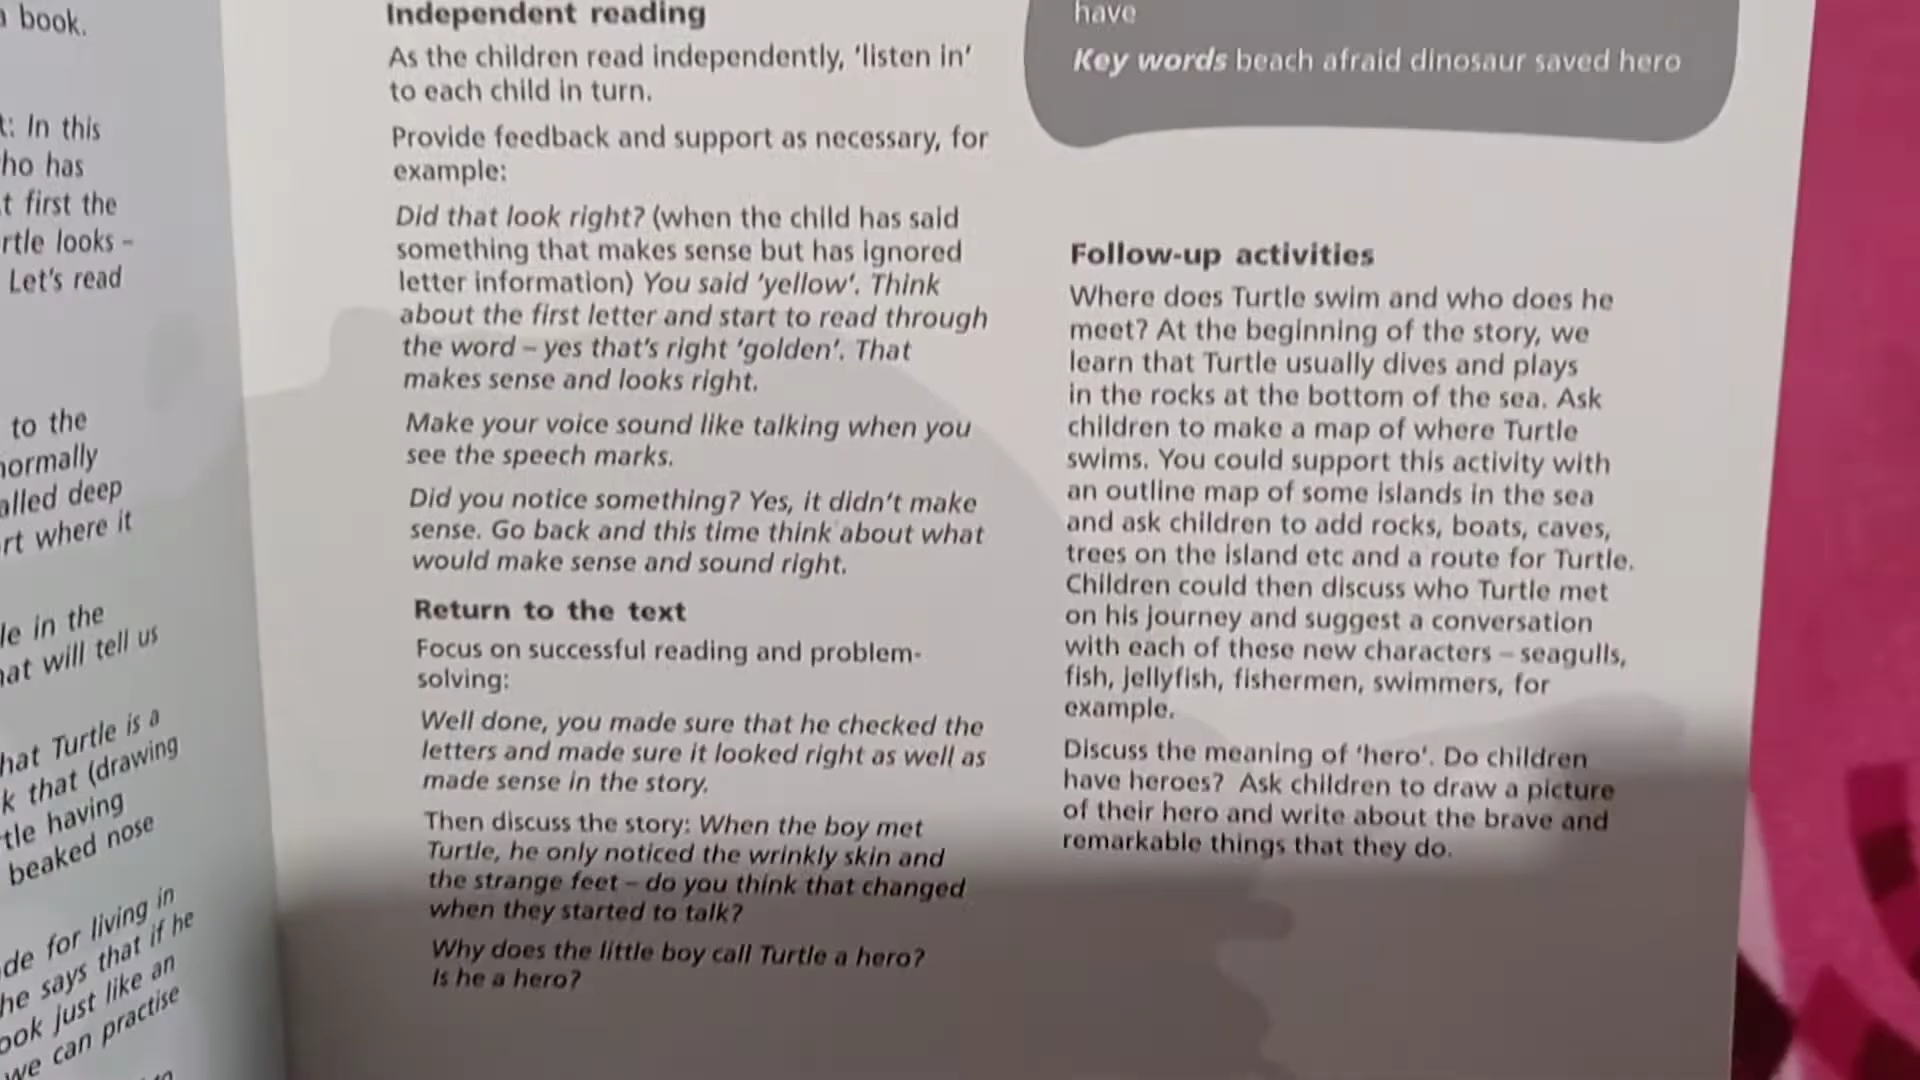 a book.
t: In this
ho has
t first the
rtle looks –
Let's read
to the
normally
alled deep
rt where it
le in the
hat will tell us
hat Turtle is a
k that (drawing
tle having
beaked nose
de for living in
he says that if he
ook just like an
we can practise
Independent reading
As the children read independently, 'listen in'
to each child in turn.
Provide feedback and support as necessary, for
example:
Did that look right? (when the child has said
something that makes sense but has ignored
letter information) You said 'yellow'. Think
about the first letter and start to read through
the word – yes that's right 'golden'. That
makes sense and looks right.
Make your voice sound like talking when you
see the speech marks.
Did you notice something? Yes, it didn't make
sense. Go back and this time think about what
would make sense and sound right.
Return to the text
Focus on successful reading and problem-
solving:
Well done, you made sure that he checked the
letters and made sure it looked right as well as
made sense in the story.
Then discuss the story: When the boy met
Turtle, he only noticed the wrinkly skin and
the strange feet – do you think that changed
when they started to talk?
Why does the little boy call Turtle a hero?
Is he a hero?
have
Key words beach afraid dinosaur saved hero
Follow-up activities
Where does Turtle swim and who does he
meet? At the beginning of the story, we
learn that Turtle usually dives and plays
in the rocks at the bottom of the sea. Ask
children to make a map of where Turtle
swims. You could support this activity with
an outline map of some islands in the sea
and ask children to add rocks, boats, caves,
trees on the island etc and a route for Turtle.
Children could then discuss who Turtle met
on his journey and suggest a conversation
with each of these new characters – seagulls,
fish, jellyfish, fishermen, swimmers, for
example.
Discuss the meaning of 'hero'. Do children
have heroes? Ask children to draw a picture
of their hero and write about the brave and
remarkable things that they do.